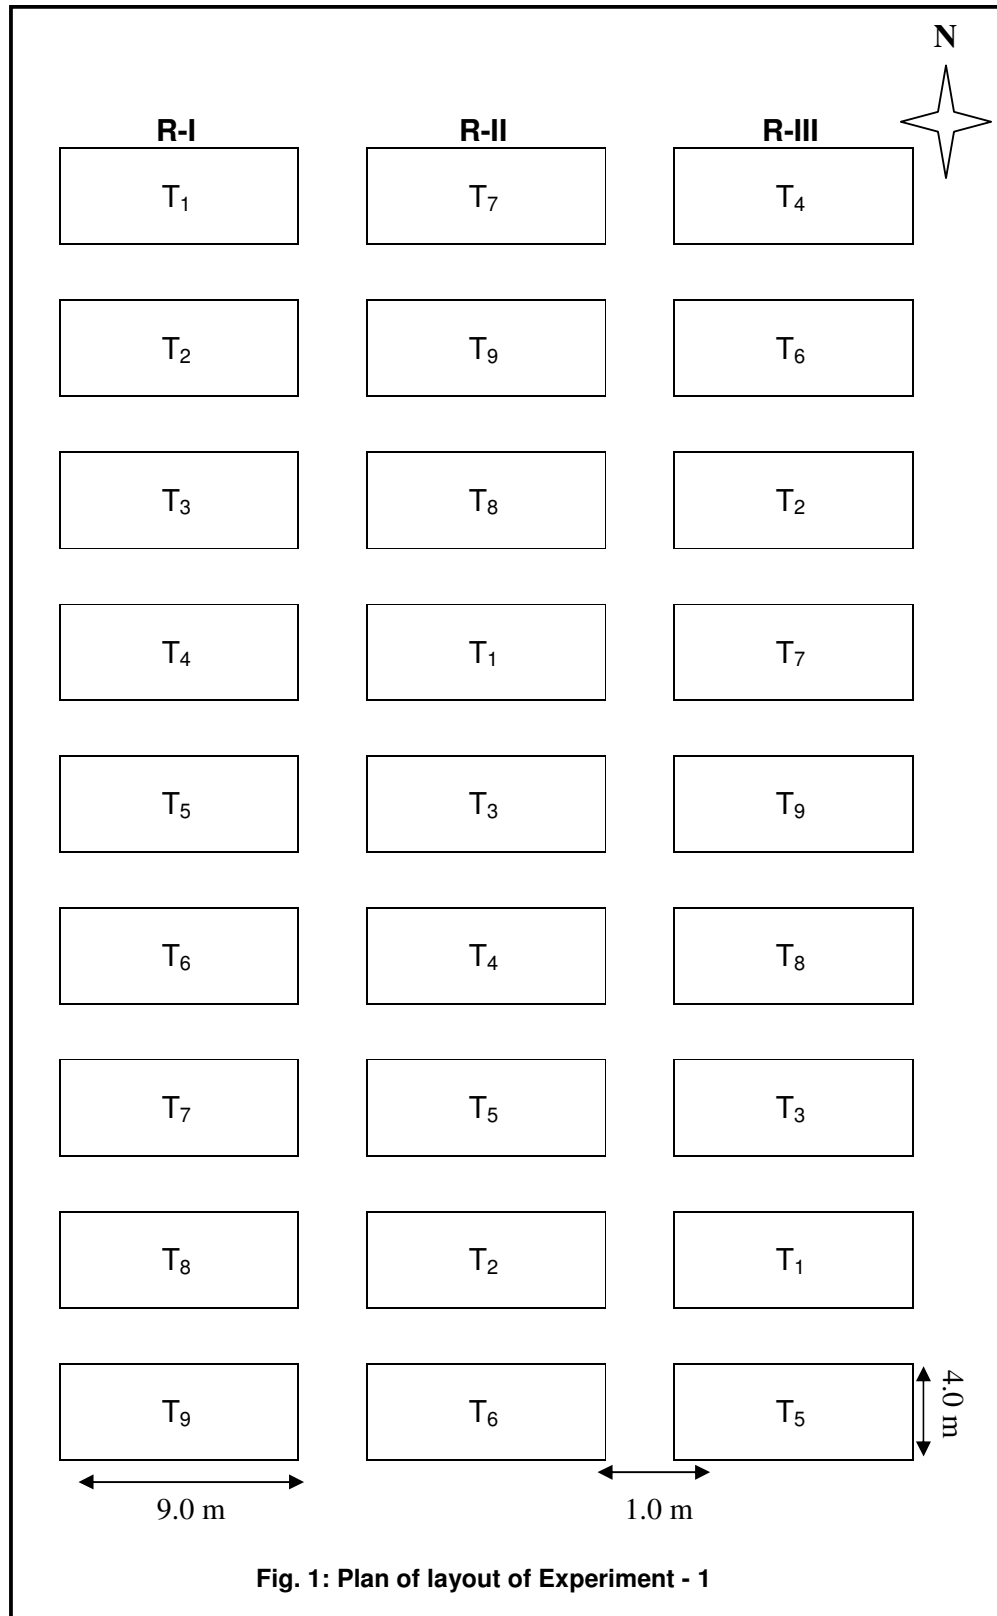 N
R-I R-II R-III
T₁ T₇ T₄
T₂ T₉ T₆
T₃ T₈ T₂
T₄ T₁ T₇
T₅ T₃ T₉
T₆ T₄ T₈
T₇ T₅ T₃
T₈ T₂ T₁
T₉ T₆ T₅
4.0 m
9.0 m 1.0 m
Fig. 1: Plan of layout of Experiment - 1